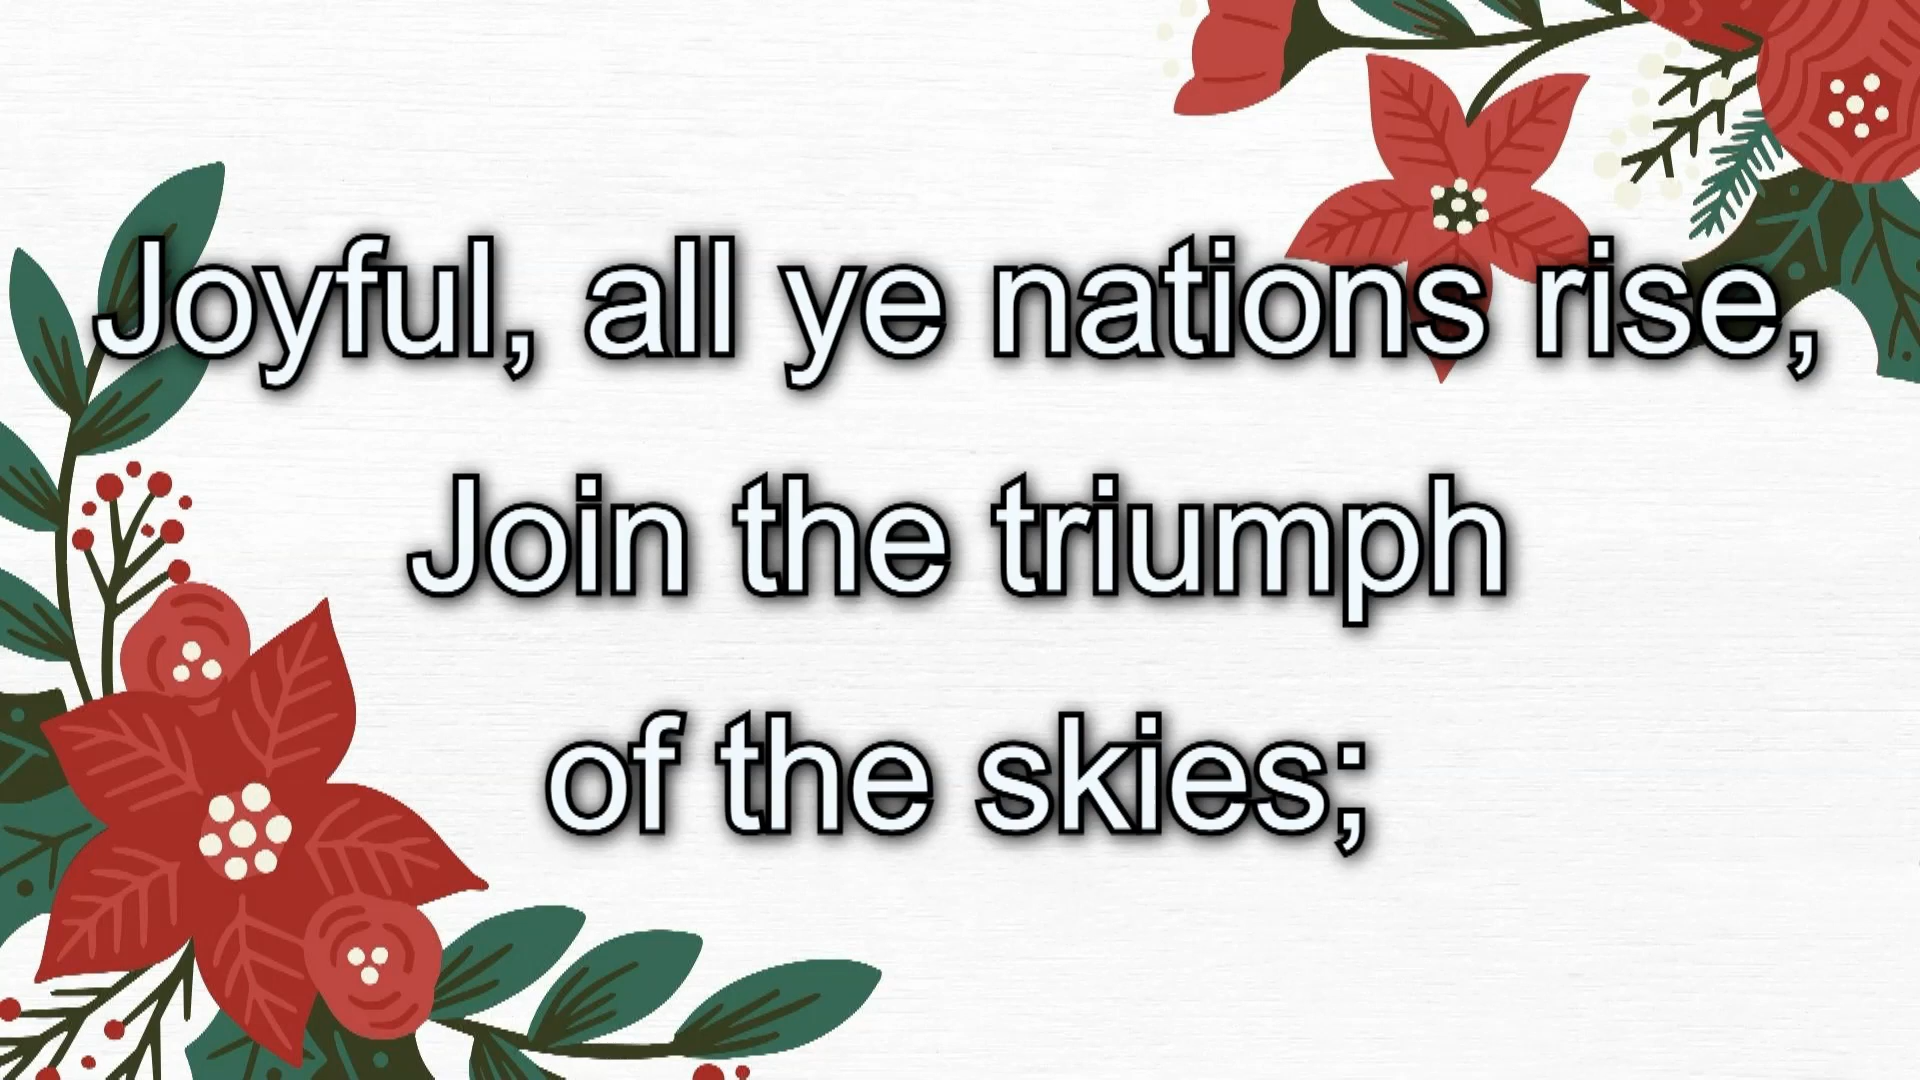 Joyful, all ye nations rise,
Join the triumph
of the skies;